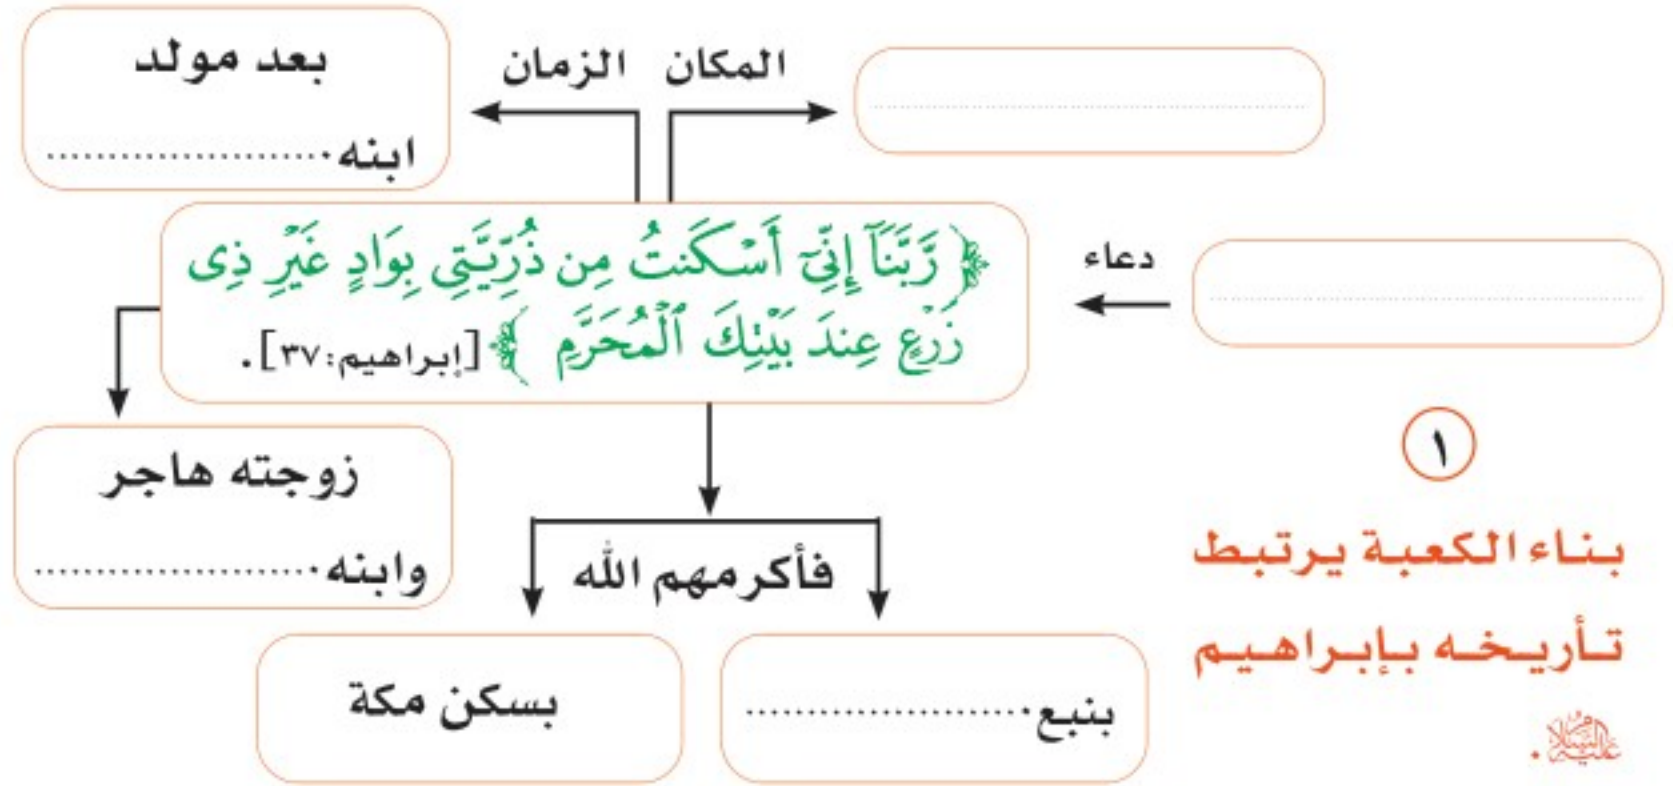 بعد مولد
ابنه ......................
الزمان
المكان
......................
دعاء
......................
﴿ رَّبَّنَآ إِنِّىٓ أَسْكَنتُ مِن ذُرِّيَّتِى بِوَادٍ غَيْرِ ذِى
زَرْعٍ عِندَ بَيْتِكَ ٱلْمُحَرَّمِ ﴾ [إبراهيم:٣٧].
زوجته هاجر
وابنه ......................
فأكرمهم الله
بنبع ......................
بسكن مكة
١
بناء الكعبة يرتبط
تأريخه بإبراهيم
عليه السلام.